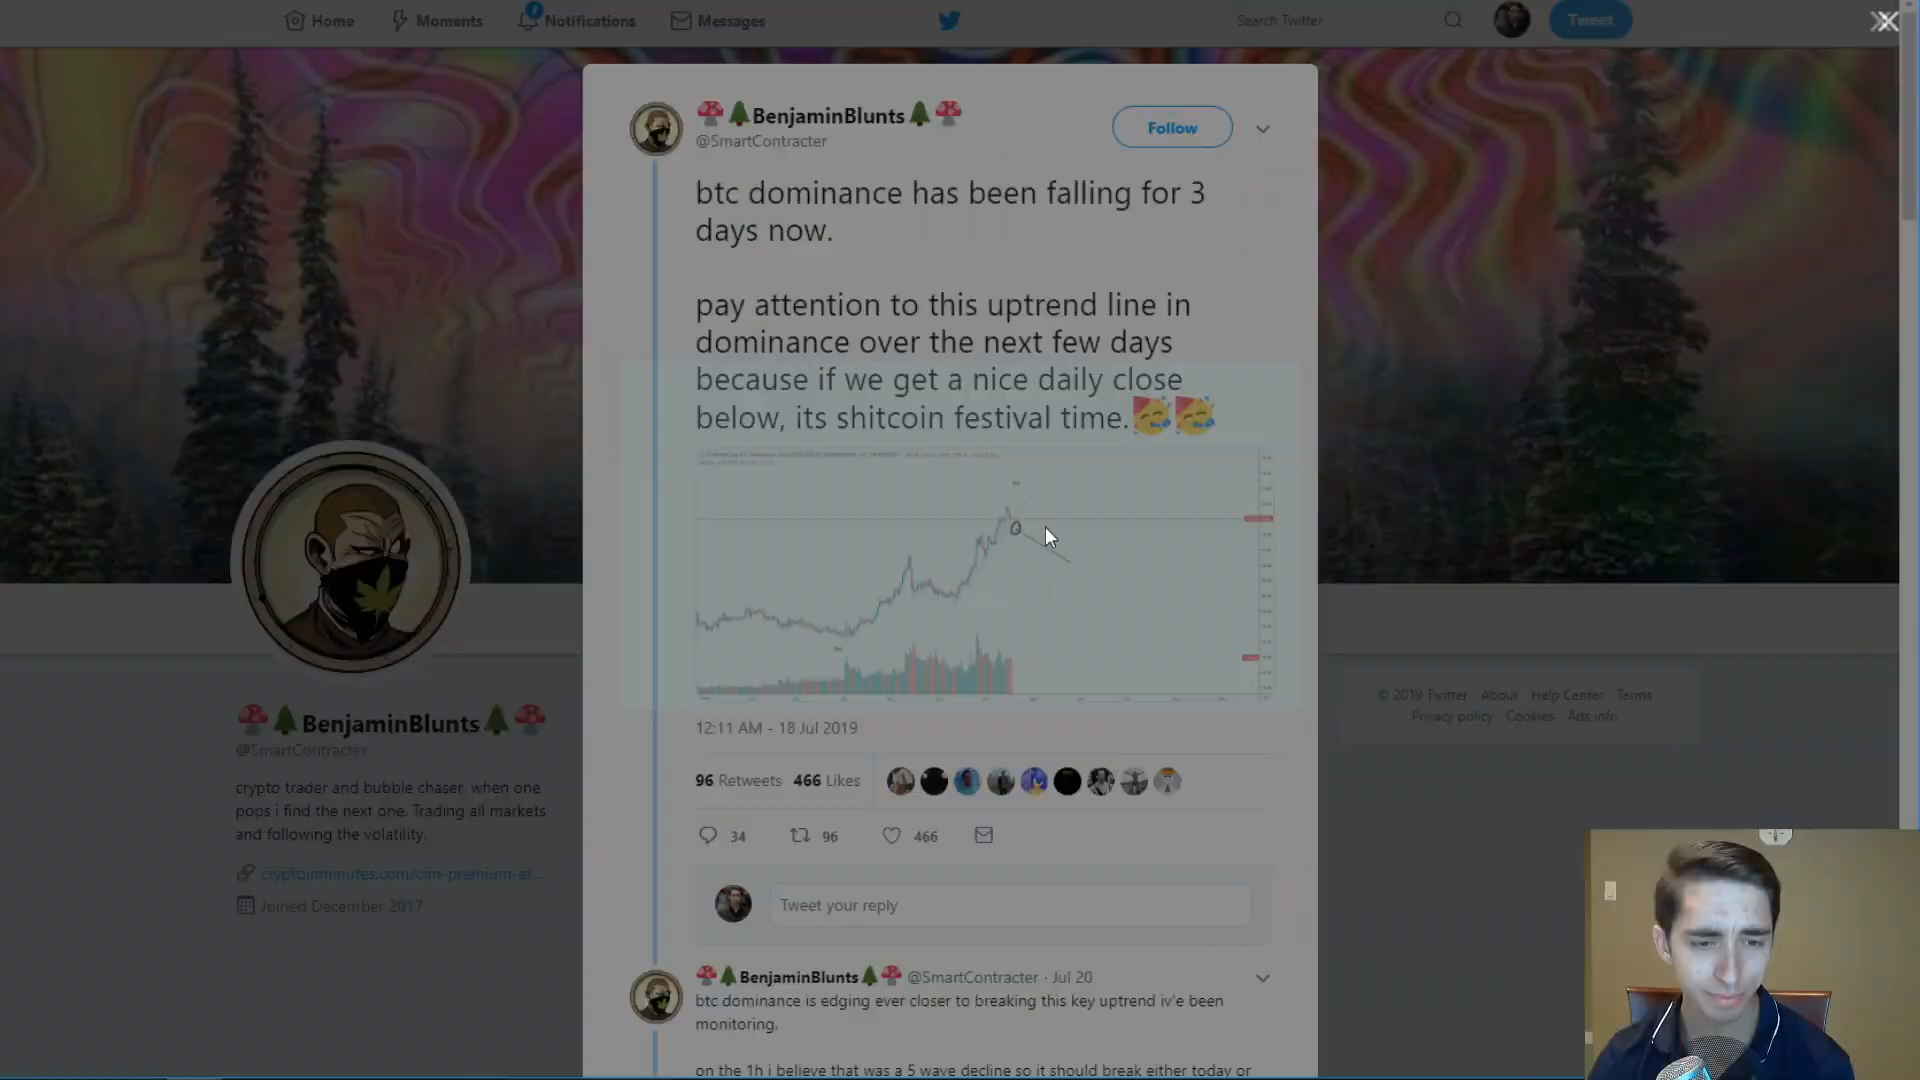 Home Moments Notifications Messages Search Twitter Tweet
BenjaminBlunts
@SmartContracter
Follow
btc dominance has been falling for 3
days now.
pay attention to this uptrend line in
dominance over the next few days
because if we get a nice daily close
below, its shitcoin festival time.
12:11 AM - 18 Jul 2019
96 Retweets 466 Likes
34 96 466
Tweet your reply
BenjaminBlunts @SmartContracter · Jul 20
btc dominance is edging ever closer to breaking this key uptrend iv'e been
monitoring.
on the 1h i believe that was a 5 wave decline so it should break either today or
BenjaminBlunts
@SmartContracter
crypto trader and bubble chaser, when one
pops i find the next one. Trading all markets
and following the volatility.
cryptoinminutes.com/cim-premium-al...
Joined December 2017
© 2019 Twitter About Help Center Terms
Privacy policy Cookies Ads info